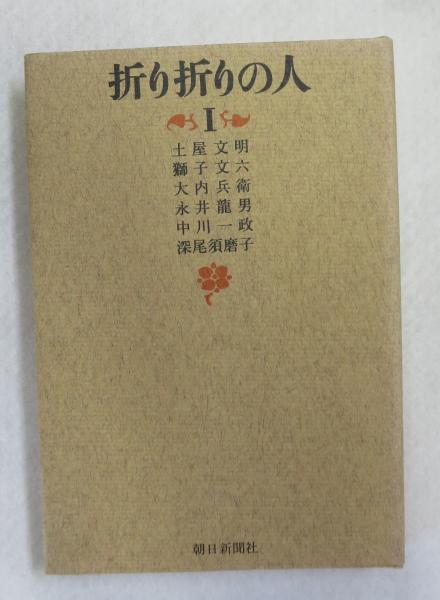 折り折りの人
I
土屋文明
獅子文六
大内兵衛
永井龍男
中川一政
深尾須磨子
朝日新聞社